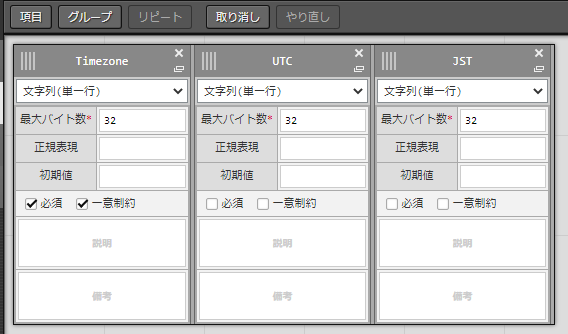 項目 グループ リピート 取り消し やり直し
Timezone UTC JST
文字列(単一行) 文字列(単一行) 文字列(単一行)
最大バイト数* 32 最大バイト数* 32 最大バイト数* 32
正規表現 正規表現 正規表現
初期値 初期値 初期値
必須 一意制約 必須 一意制約 必須 一意制約
説明 説明 説明
備考 備考 備考